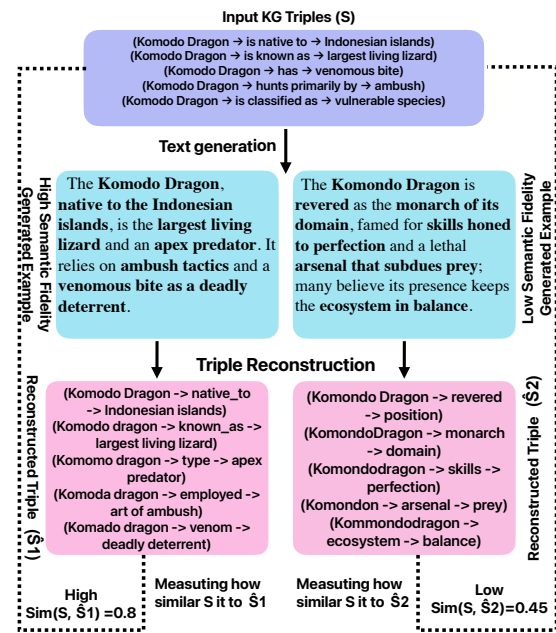 Input KG Triples (S)
(Komodo Dragon → is native to → Indonesian islands)
(Komodo Dragon → is known as → largest living lizard)
(Komodo Dragon → has → venomous bite)
(Komodo Dragon → hunts primarily by → ambush)
(Komodo Dragon → is classified as → vulnerable species)
Text generation
High Semantic Fidelity
Generated Example
The Komodo Dragon,
native to the Indonesian
islands, is the largest living
lizard and an apex predator. It
relies on ambush tactics and a
venomous bite as a deadly
deterrent.
The Komondo Dragon is
revered as the monarch of its
domain, famed for skills honed
to perfection and a lethal
arsenal that subdues prey;
many believe its presence keeps
the ecosystem in balance.
Low Semantic Fidelity
Generated Example
Triple Reconstruction
Reconstructed Triple
(Ŝ1)
(Komodo Dragon -> native_to
-> Indonesian islands)
(Komodo dragon -> known_as ->
largest living lizard)
(Komomo dragon -> type -> apex
predator)
(Komoda dragon -> employed ->
art of ambush)
(Komado dragon -> venom ->
deadly deterrent)
(Komondo Dragon -> revered
-> position)
(KomondoDragon -> monarch
-> domain)
(Komondodragon -> skills ->
perfection)
(Komondon -> arsenal -> prey)
(Kommondodragon ->
ecosystem -> balance)
Reconstructed Triple (Ŝ2)
High
Sim(S, Ŝ1) =0.8
Measuting how
similar S it to Ŝ1
Measuting how
similar S it to Ŝ2
Low
Sim(S, Ŝ2)=0.45